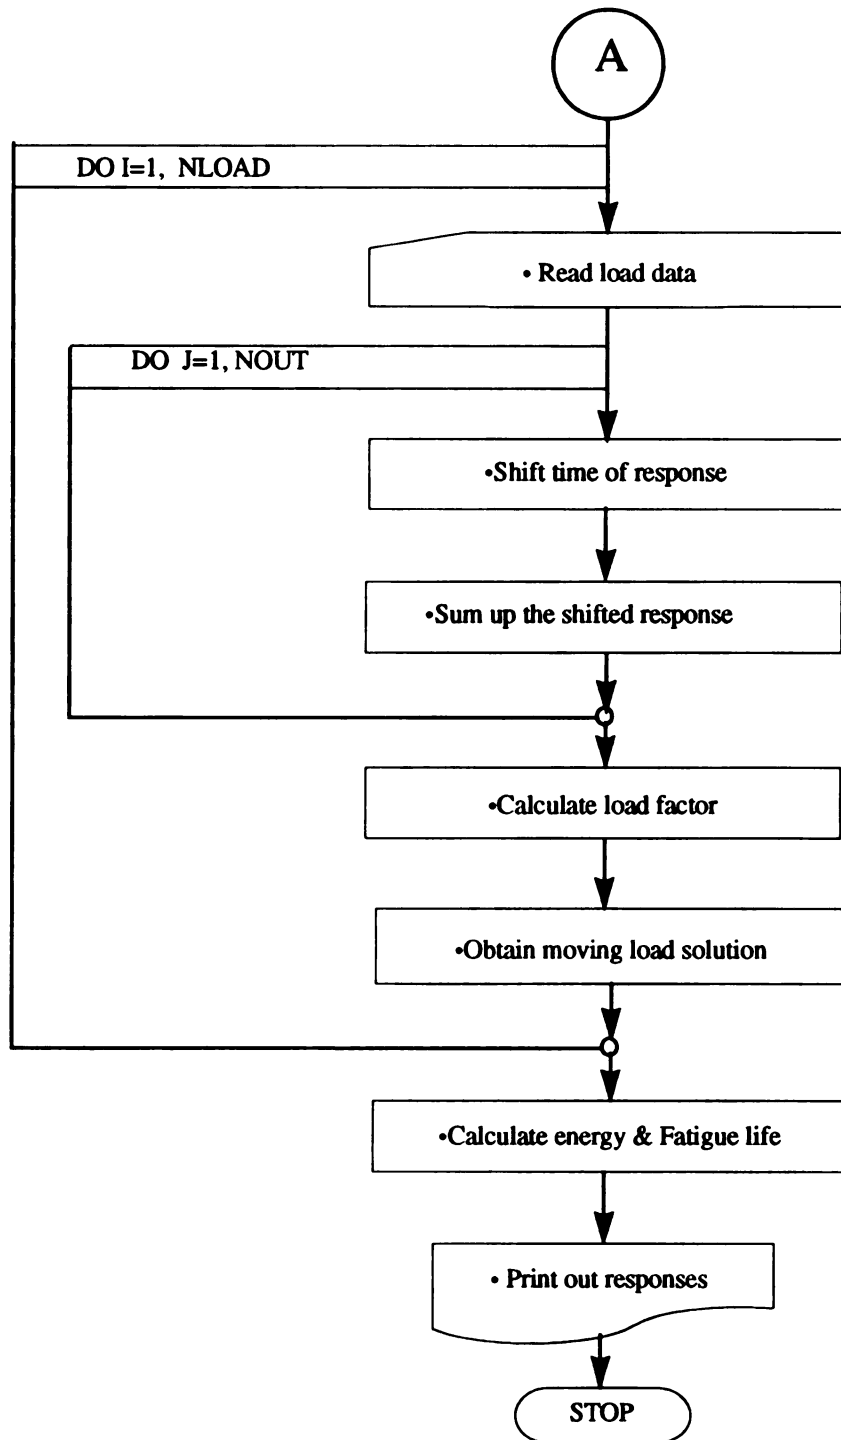 A
DO I=1, NLOAD
• Read load data
DO J=1, NOUT
•Shift time of response
•Sum up the shifted response
•Calculate load factor
•Obtain moving load solution
•Calculate energy & Fatigue life
• Print out responses
STOP